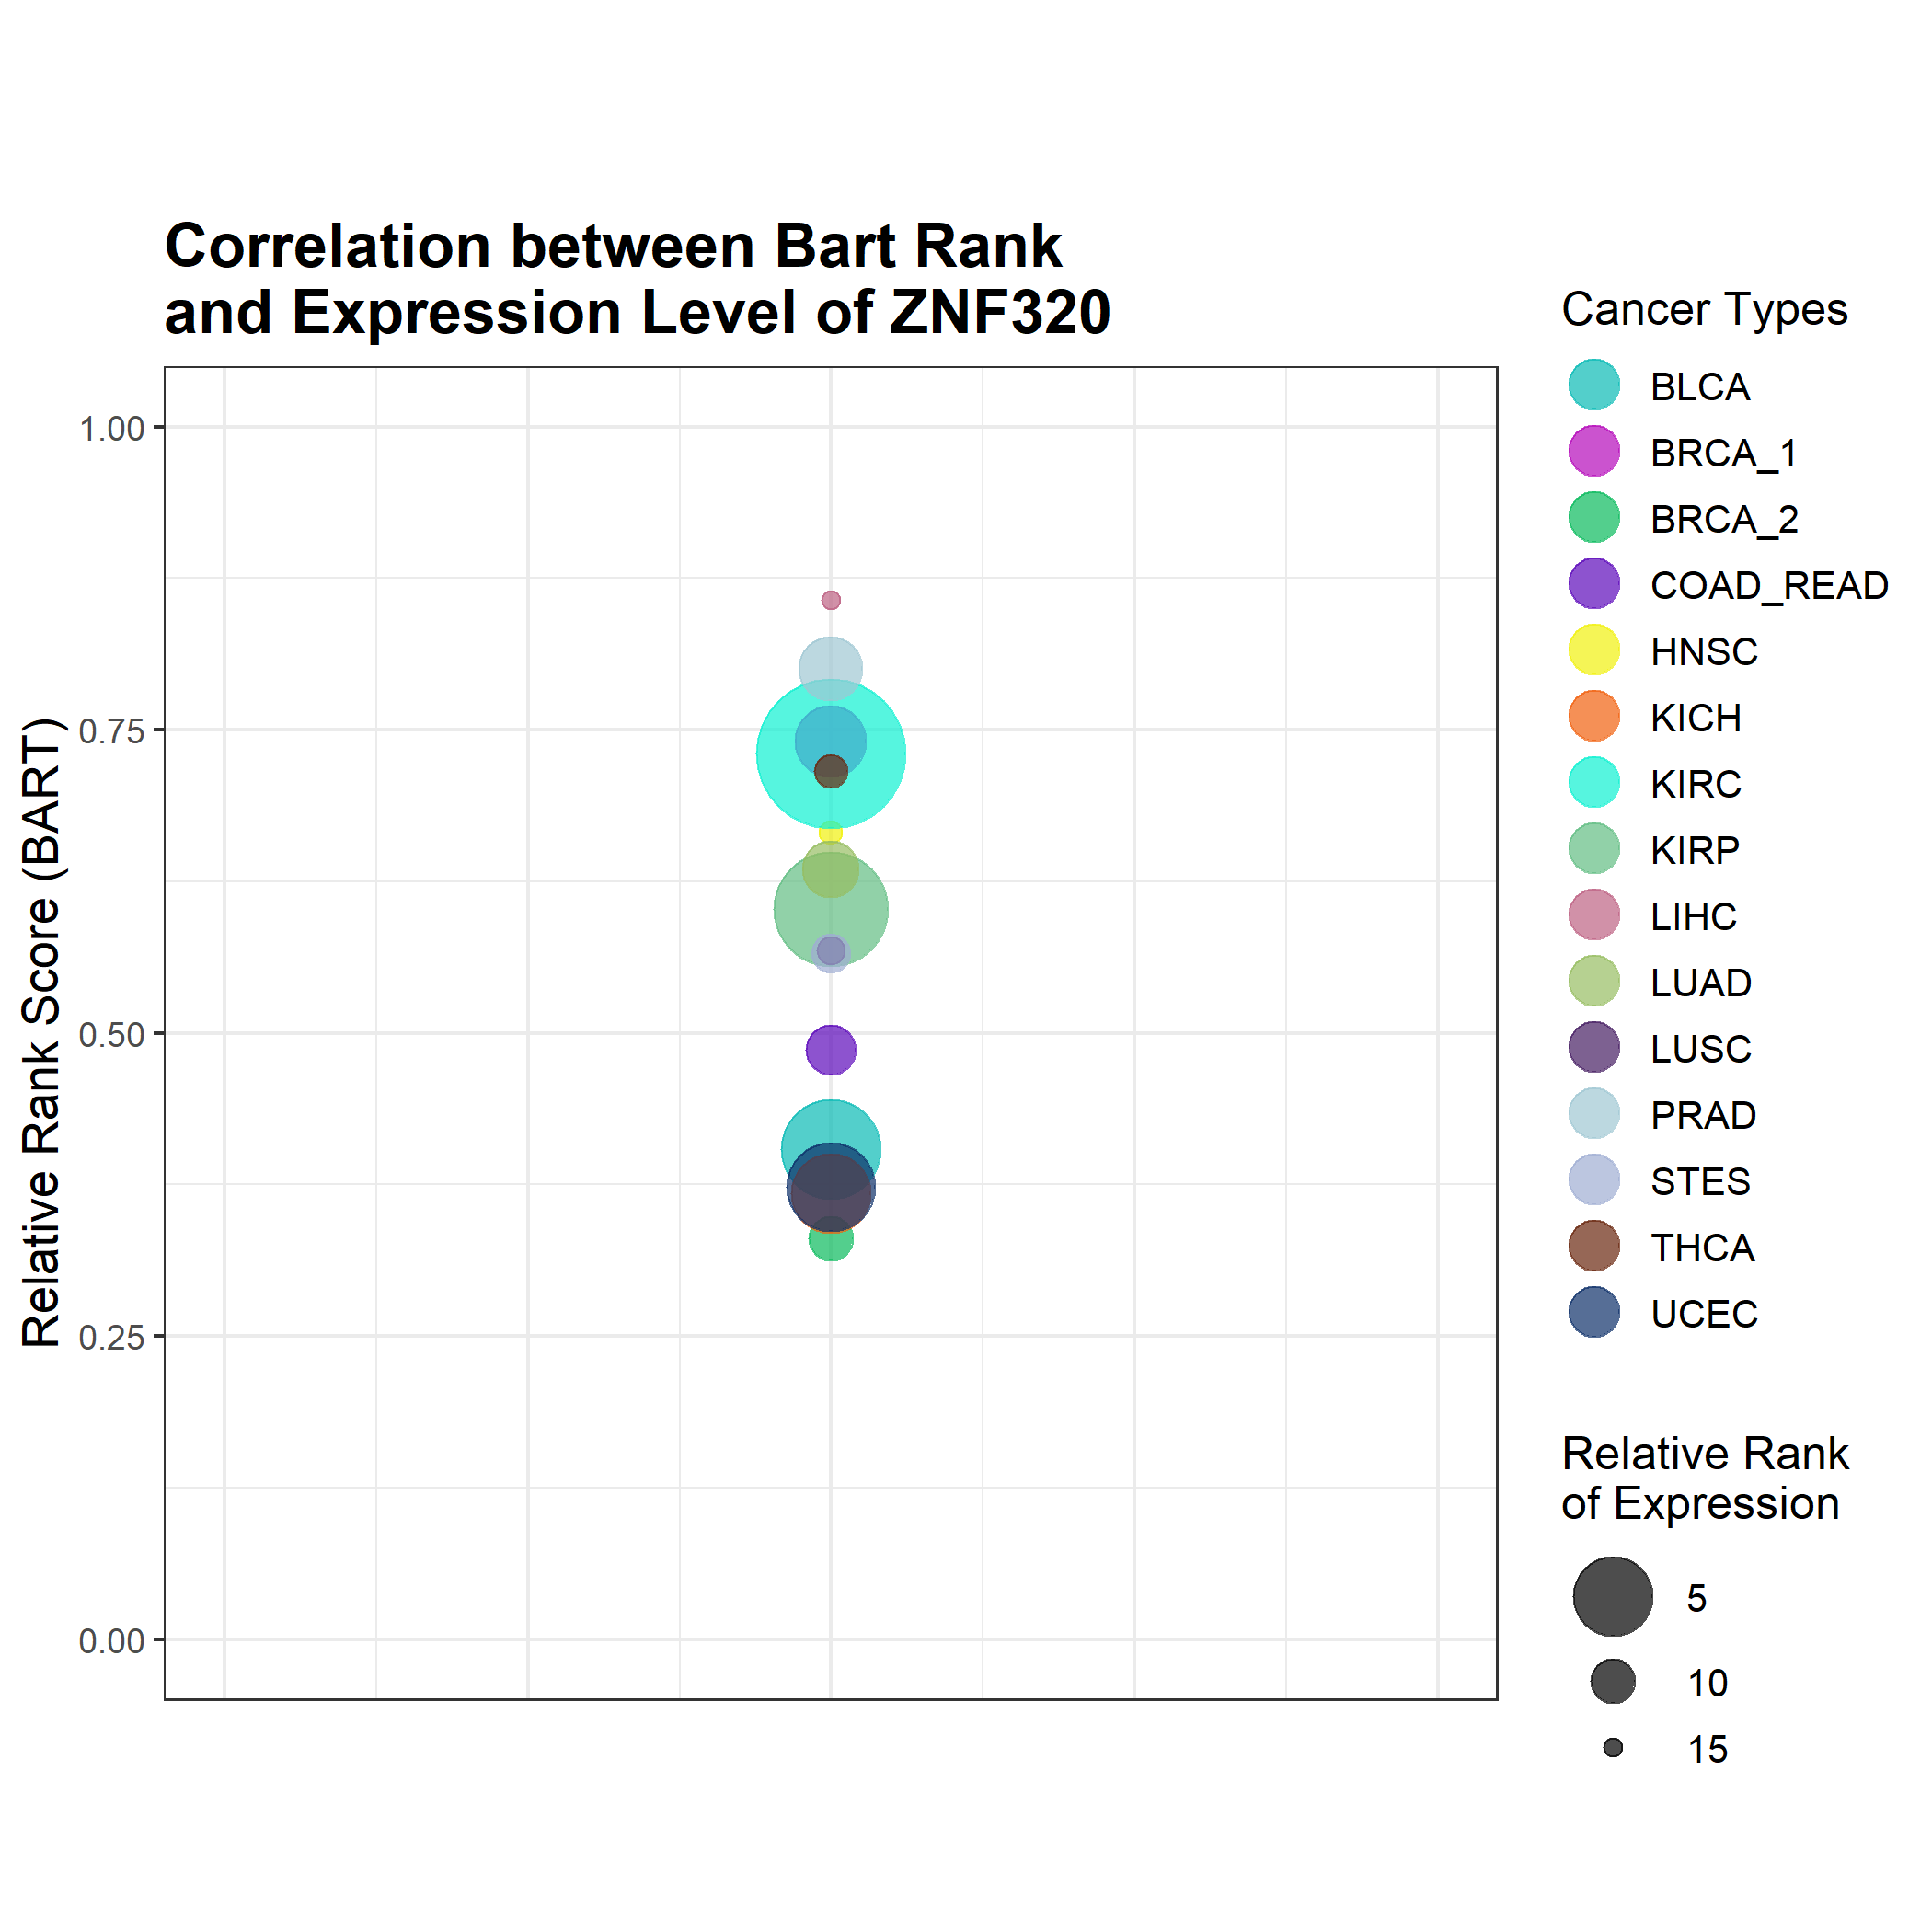 Correlation between Bart Rank
and Expression Level of ZNF320
Relative Rank Score (BART)
1.00
0.75
0.50
0.25
0.00
Cancer Types
BLCA
BRCA_1
BRCA_2
COAD_READ
HNSC
KICH
KIRC
KIRP
LIHC
LUAD
LUSC
PRAD
STES
THCA
UCEC
Relative Rank
of Expression
5
10
15